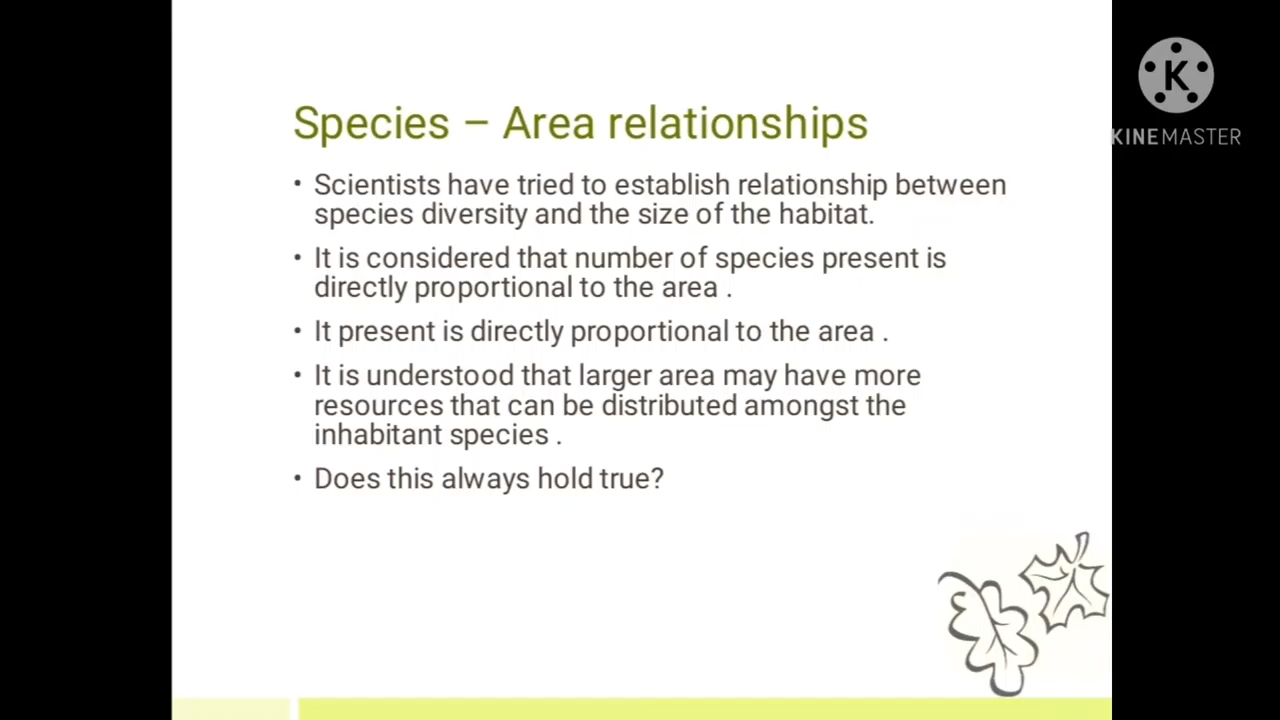 Species – Area relationships
• Scientists have tried to establish relationship between
species diversity and the size of the habitat.
• It is considered that number of species present is
directly proportional to the area .
• It present is directly proportional to the area .
• It is understood that larger area may have more
resources that can be distributed amongst the
inhabitant species .
• Does this always hold true?
K
KINEMASTER